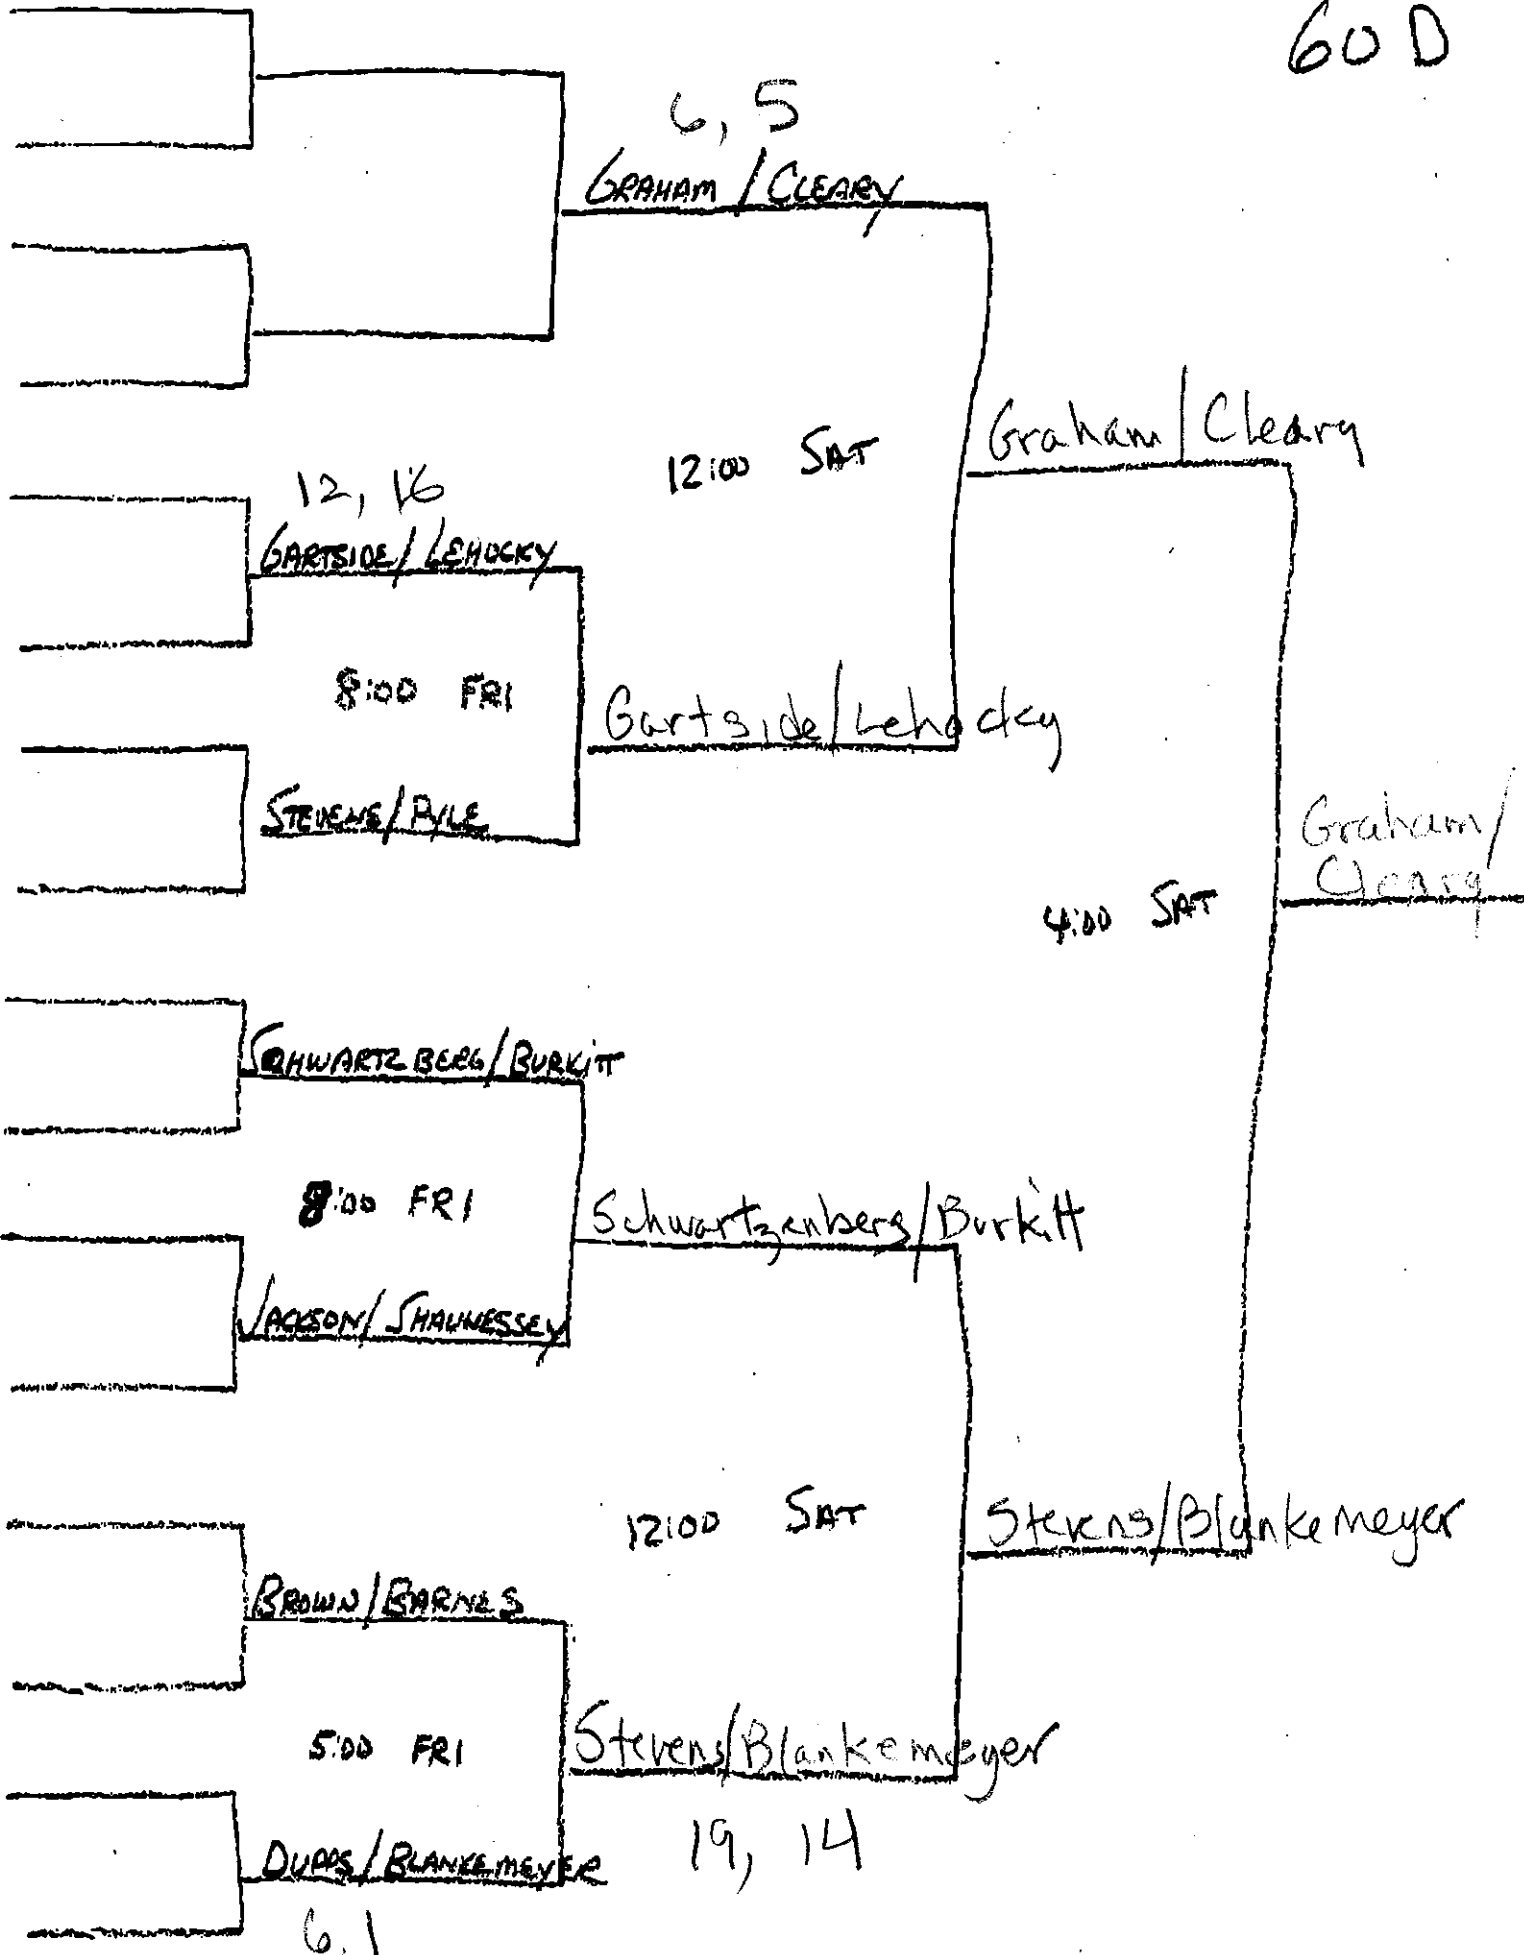 60 D
6, 5
GRAHAM / CLEARY
Graham / Cleary
12:00 SAT
12, 16
GARTSIDE / LEHOCKY
8:00 FRI
Gartside / Lehocky
STEVENS / PYLE
Graham /
Cleary
4:00 SAT
SCHWARTZBERG / BURKITT
8:00 FRI
Schwartzenberg / Burkitt
JACKSON / SHAUNESSEY
12:00 SAT
Stevens / Blankemeyer
BROWN / BARNES
5:00 FRI
Stevens / Blankemeyer
19, 14
DUPPS / BLANKEMEYER
6, 1